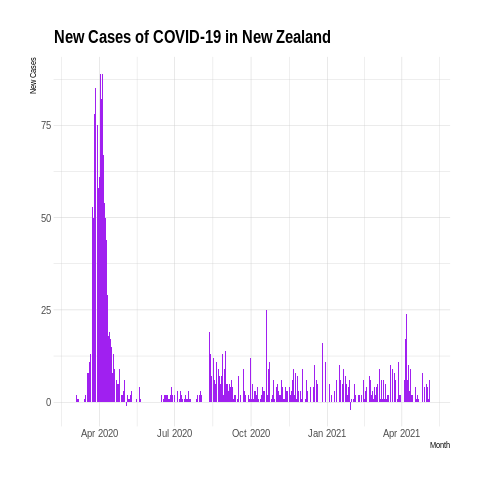 New Cases of COVID-19 in New Zealand
New Cases
75
50
25
0
Apr 2020
Jul 2020
Oct 2020
Jan 2021
Apr 2021
Month